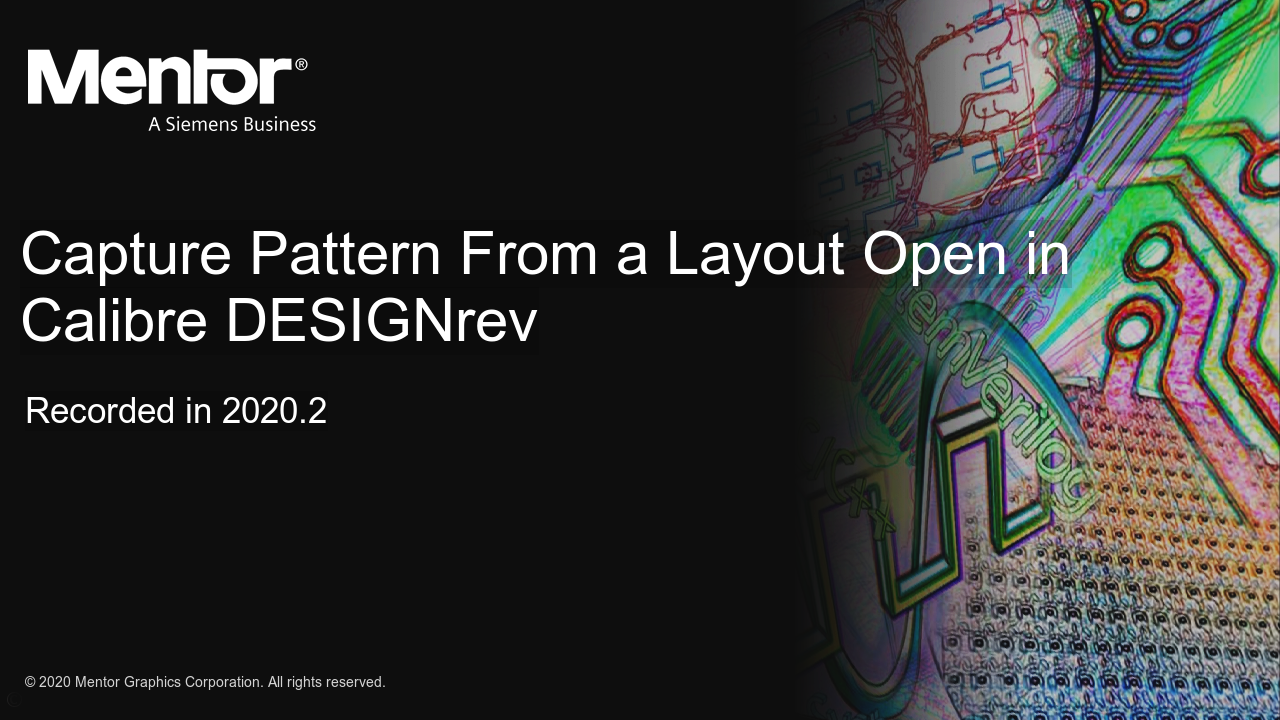 Mentor®
A Siemens Business
Capture Pattern From a Layout Open in
Calibre DESIGNrev
Recorded in 2020.2
temVerilog
C++
© 2020 Mentor Graphics Corporation. All rights reserved.